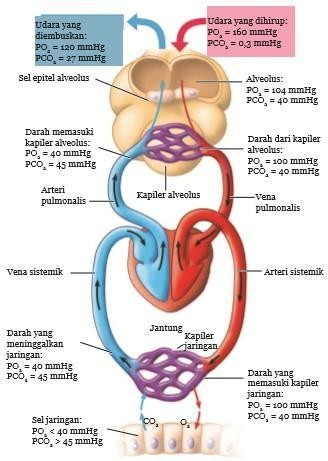 Udara yang
diembuskan:
PO₂ = 120 mmHg
PCO₂ = 27 mmHg
Udara yang dihirup:
PO₂ = 160 mmHg
PCO₂ = 0,3 mmHg
Sel epitel alveolus
Alveolus:
PO₂ = 104 mmHg
PCO₂ = 40 mmHg
Darah memasuki
kapiler alveolus:
PO₂ = 40 mmHg
PCO₂ = 45 mmHg
Darah dari kapiler
alveolus:
PO₂ = 100 mmHg
PCO₂ = 40 mmHg
Arteri
pulmonalis
Kapiler alveolus
Vena
pulmonalis
Vena sistemik
Arteri sistemik
Jantung
Kapiler
jaringan
Darah yang
meninggalkan
jaringan:
PO₂ = 40 mmHg
PCO₂ = 45 mmHg
Darah yang
memasuki kapiler
jaringan:
PO₂ = 100 mmHg
PCO₂ = 40 mmHg
Sel jaringan:
PO₂ < 40 mmHg
PCO₂ > 45 mmHg
CO₂
O₂